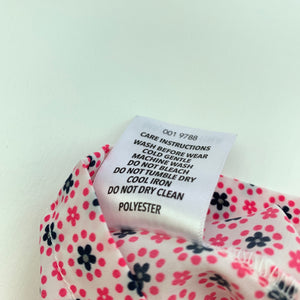 001 9788
CARE INSTRUCTIONS
WASH BEFORE WEAR
COLD GENTLE
MACHINE WASH
DO NOT BLEACH
DO NOT TUMBLE DRY
COOL IRON
DO NOT DRY CLEAN
POLYESTER